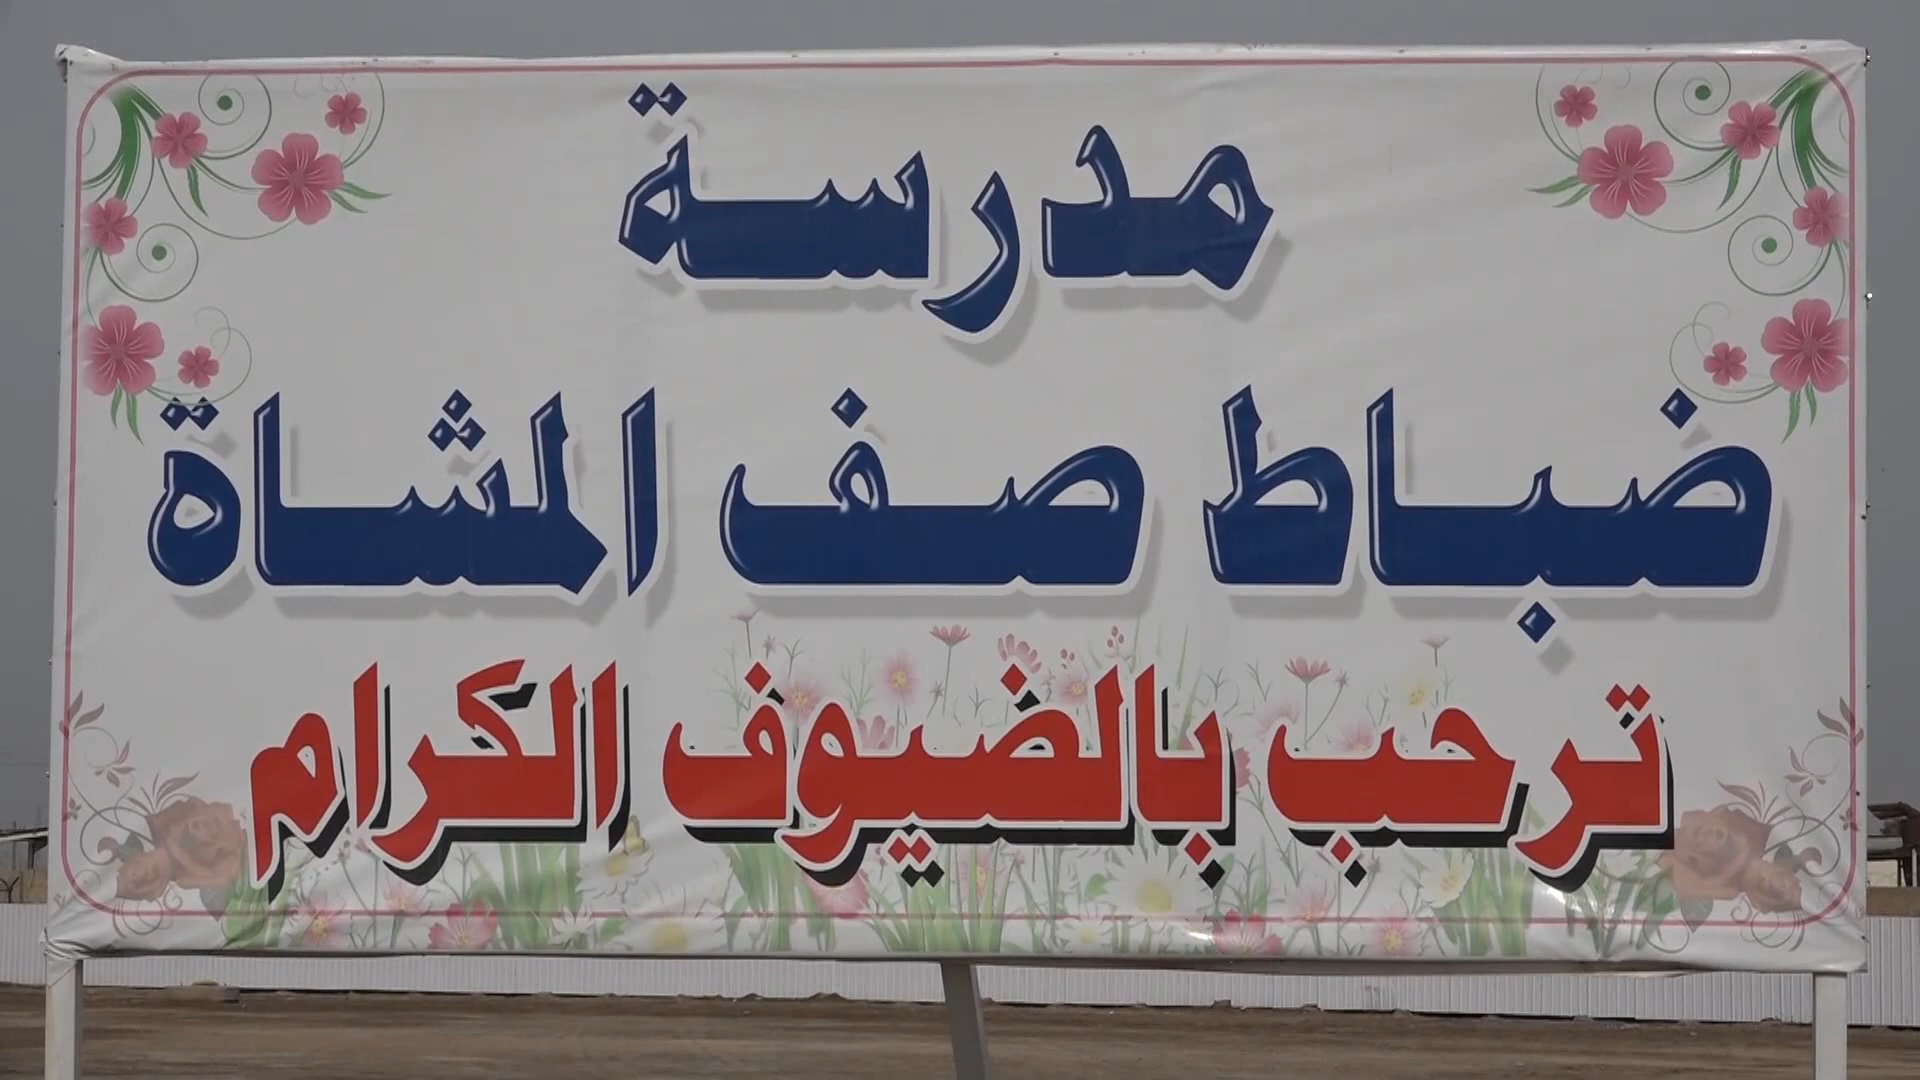 مدرسة
ضباط صف المشاة
ترحب بالضيوف الكرام